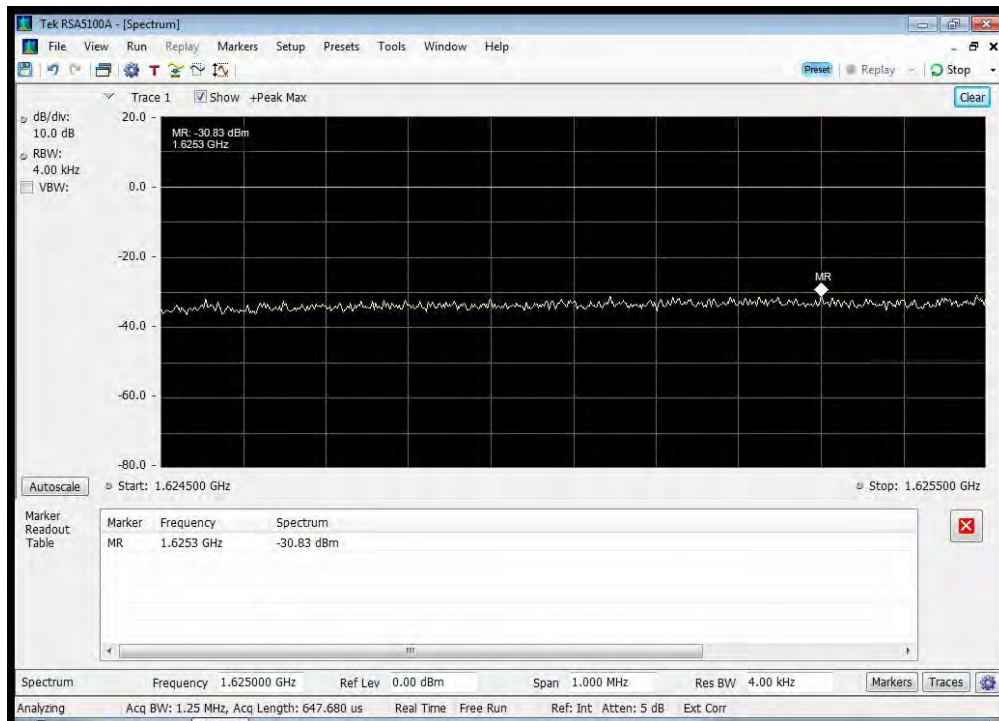 Tek RSA5100A - [Spectrum]
File View Run Replay Markers Setup Presets Tools Window Help
T Preset Replay Stop
Trace 1 Show +Peak Max Clear
dB/div:
10.0 dB
RBW:
4.00 kHz
VBW:
20.0
MR: -30.83 dBm
1.6253 GHz
0.0
-20.0
MR
-40.0
-60.0
-80.0
Autoscale Start: 1.624500 GHz Stop: 1.625500 GHz
Marker
Readout
Table
Marker Frequency Spectrum
MR 1.6253 GHz -30.83 dBm
Spectrum Frequency 1.625000 GHz Ref Lev 0.00 dBm Span 1.000 MHz Res BW 4.00 kHz Markers Traces
Analyzing Acq BW: 1.25 MHz, Acq Length: 647.680 us Real Time Free Run Ref: Int Atten: 5 dB Ext Corr